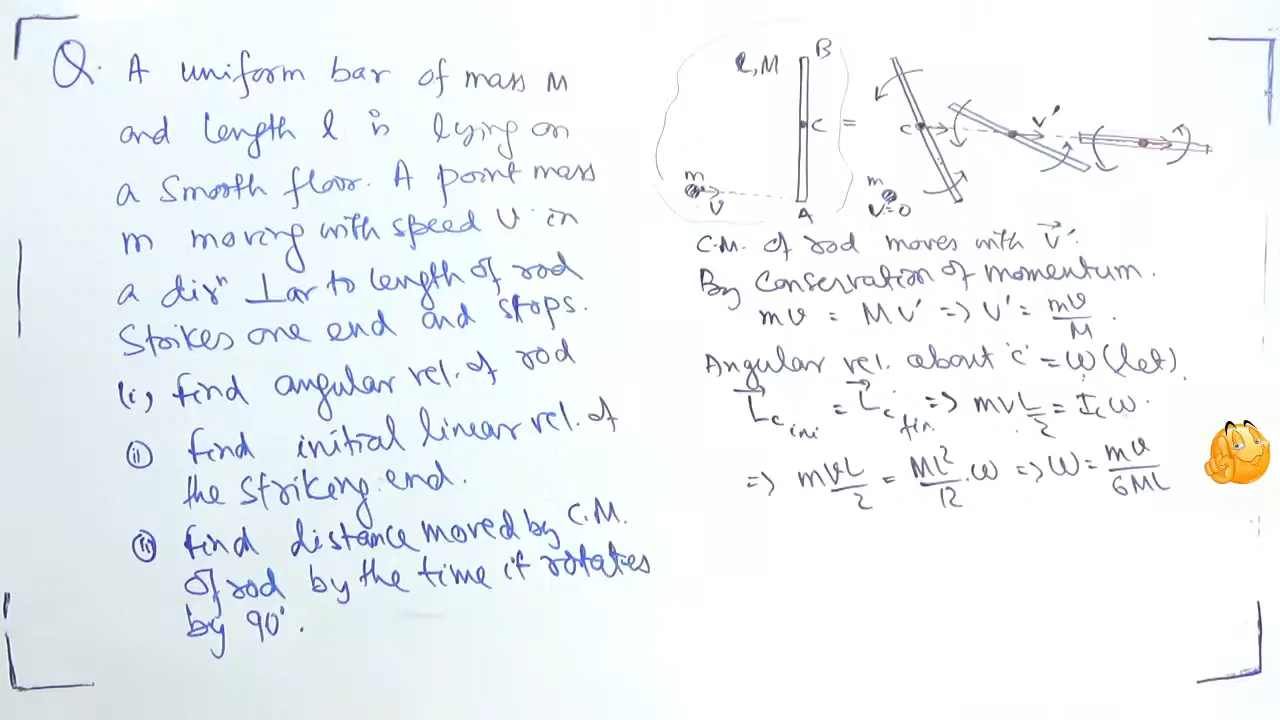 Q. A uniform bar of mass M
and length l is lying on
a smooth floor. A point mass
m moving with speed v in
a dirⁿ ⊥ar to length of rod
strikes one end and stops.
(i) find angular vel. of rod
(ii) find initial linear vel. of
the striking end.
(iii) find distance moved by C.M.
of rod by the time it rotates
by 90°.
l, M
B
C
=
m
v
A
C
m
v=0
v'
C.M. of rod moves with v⃗'.
By Conservation of momentum.
mv = Mv' => v' = mv/M.
Angular vel. about 'c' = ω (let).
L⃗c ini = L⃗c fin. => mvL/2 = Ic ω.
=> mvL/2 = ML²/12 . ω => ω = mv/6ML